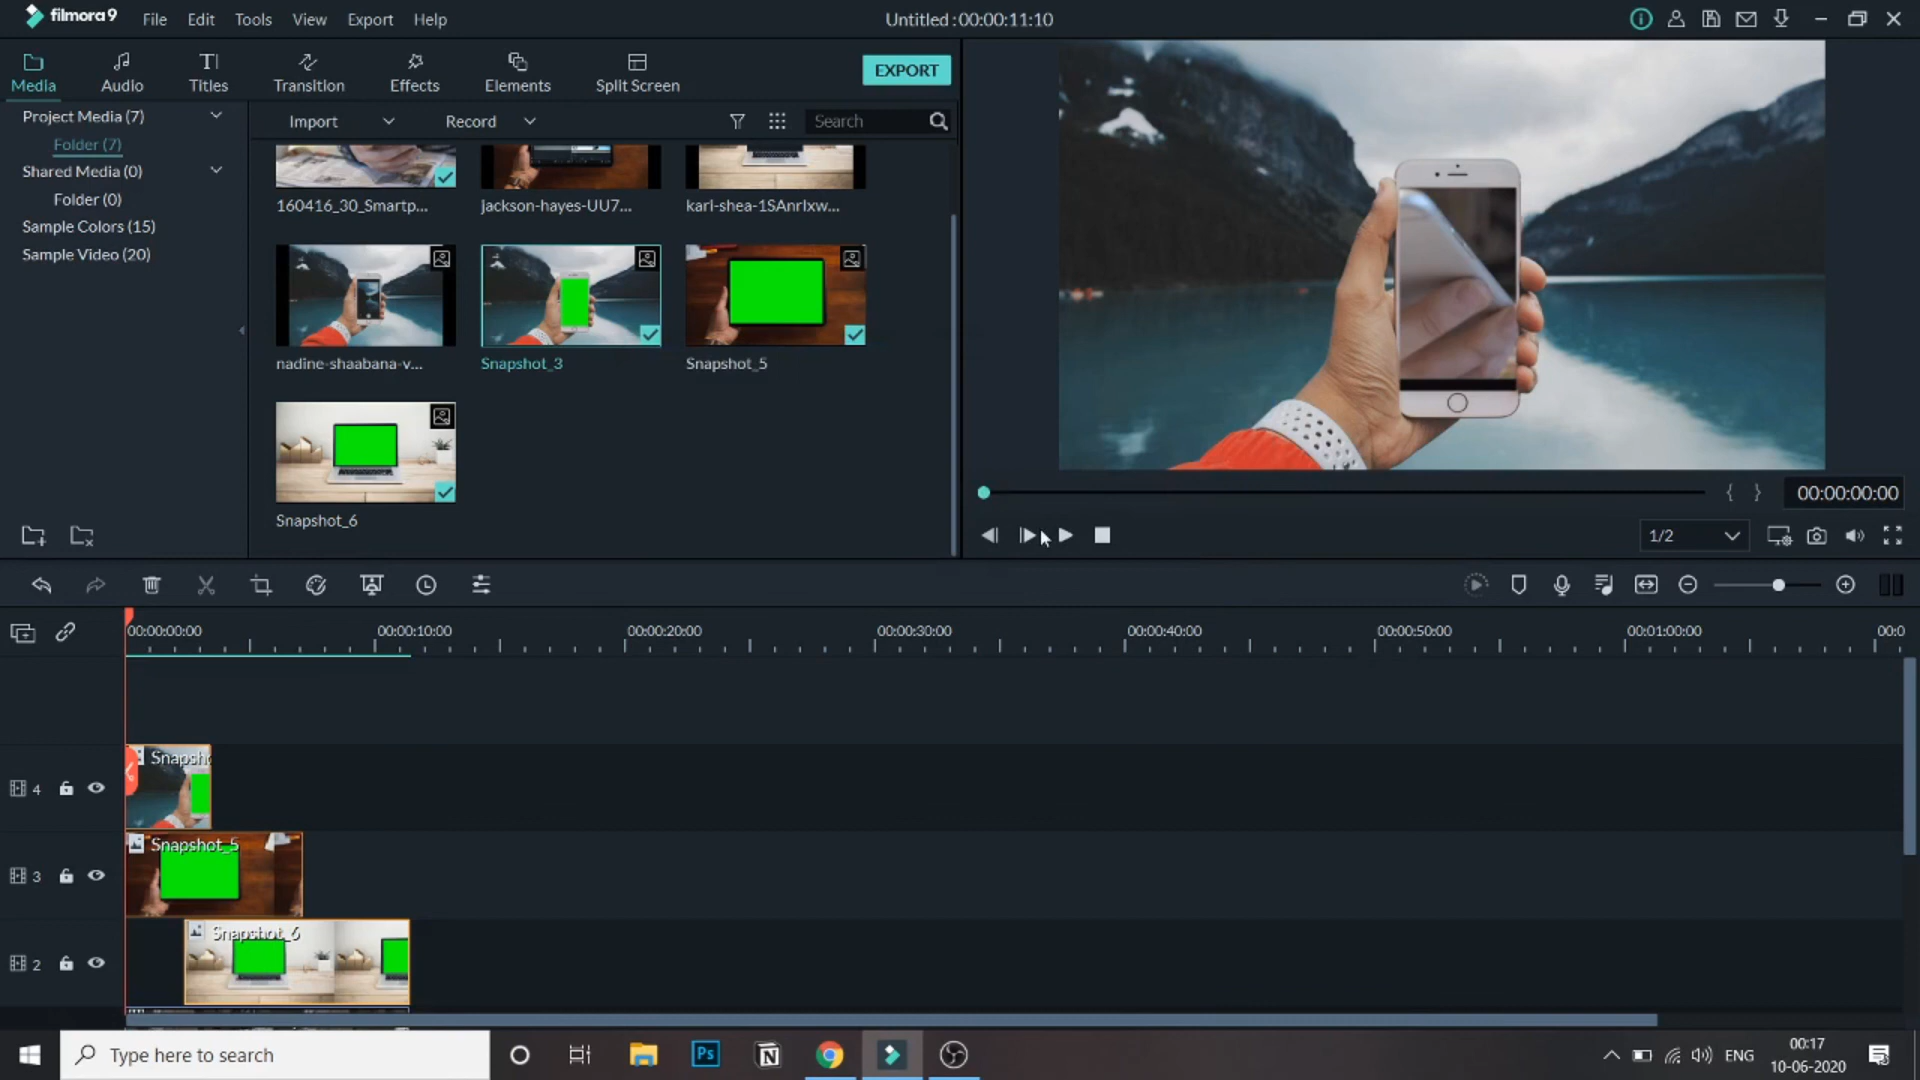 filmora9
File Edit Tools View Export Help
Untitled : 00:00:11:10
Media
Audio
Titles
Transition
Effects
Elements
Split Screen
EXPORT
Project Media (7)
Folder (7)
Shared Media (0)
Folder (0)
Sample Colors (15)
Sample Video (20)
Import
Record
Search
160416_30_Smartp...
jackson-hayes-UU7...
karl-shea-1SAnrIxw...
nadine-shaabana-v...
Snapshot_3
Snapshot_5
Snapshot_6
00:00:00:00
1/2
00:00:00:00
00:00:10:00
00:00:20:00
00:00:30:00
00:00:40:00
00:00:50:00
00:01:00:00
00:0
Snapsho
4
Snapshot_5
3
Snapshot_6
2
Type here to search
Ps
N
ENG
00:17
10-06-2020